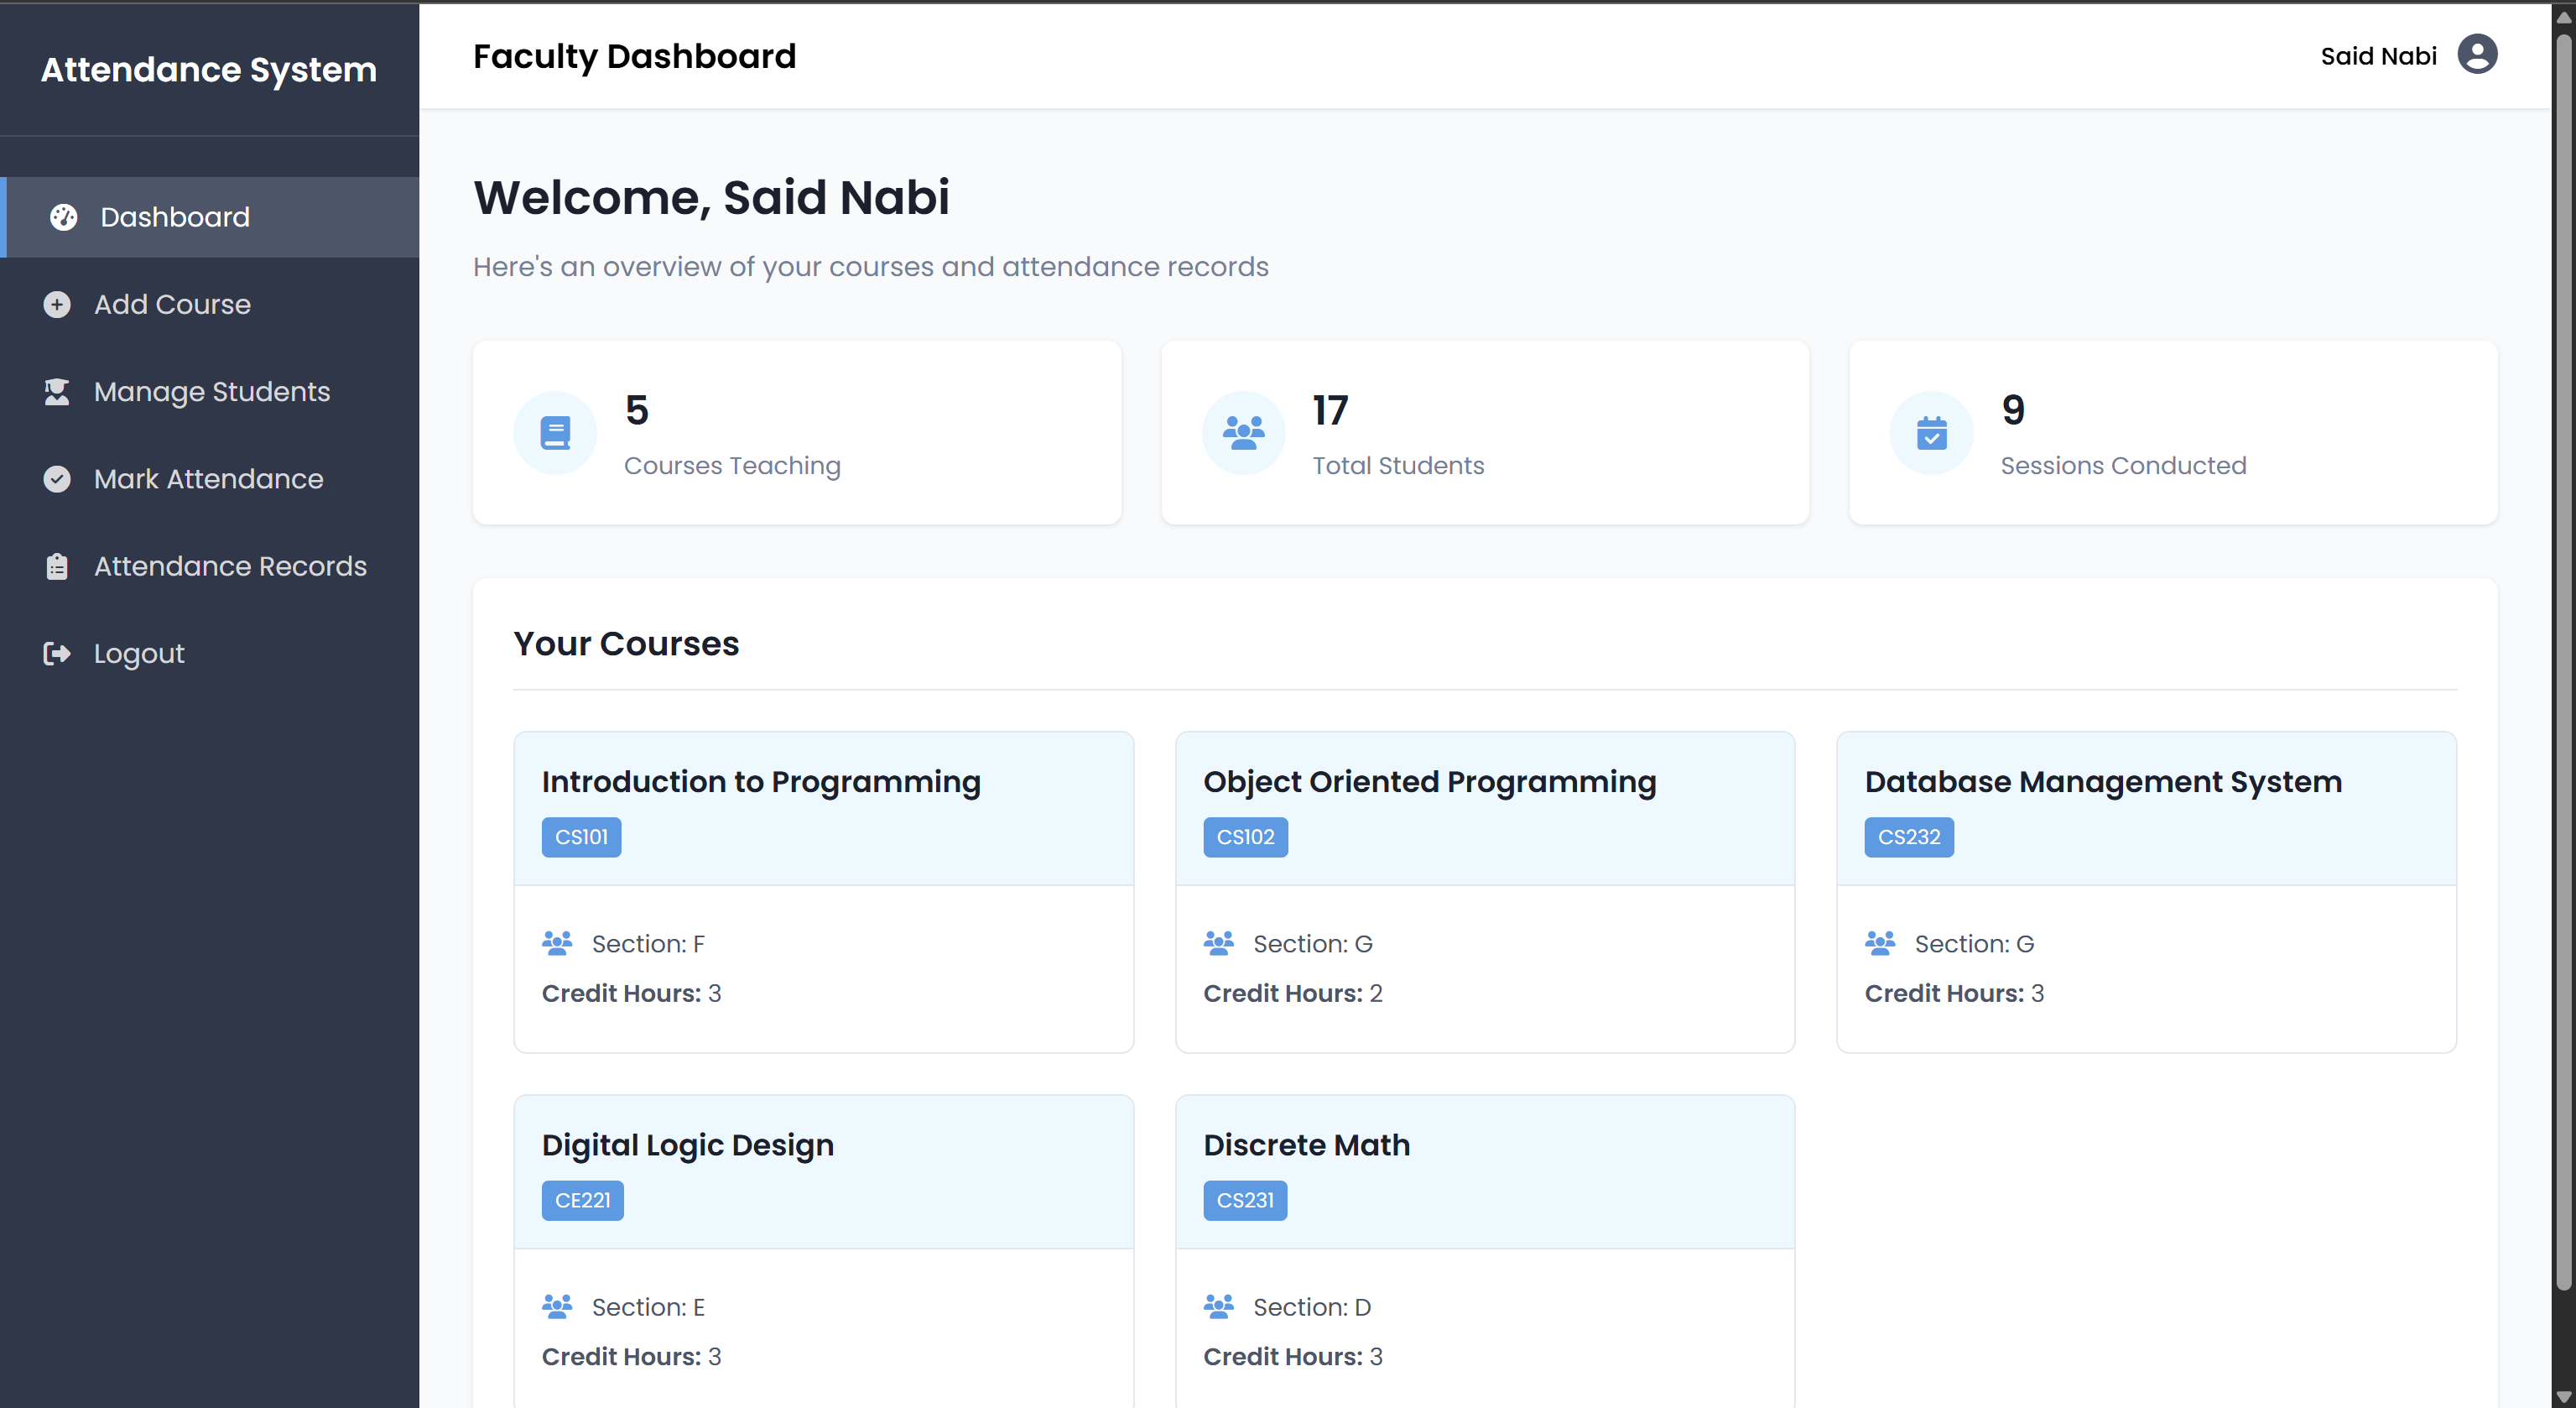 Attendance System
Dashboard
Add Course
Manage Students
Mark Attendance
Attendance Records
Logout
Faculty Dashboard
Said Nabi
Welcome, Said Nabi
Here's an overview of your courses and attendance records
5
Courses Teaching
17
Total Students
9
Sessions Conducted
Your Courses
Introduction to Programming
CS101
Section: F
Credit Hours: 3
Object Oriented Programming
CS102
Section: G
Credit Hours: 2
Database Management System
CS232
Section: G
Credit Hours: 3
Digital Logic Design
CE221
Section: E
Credit Hours: 3
Discrete Math
CS231
Section: D
Credit Hours: 3